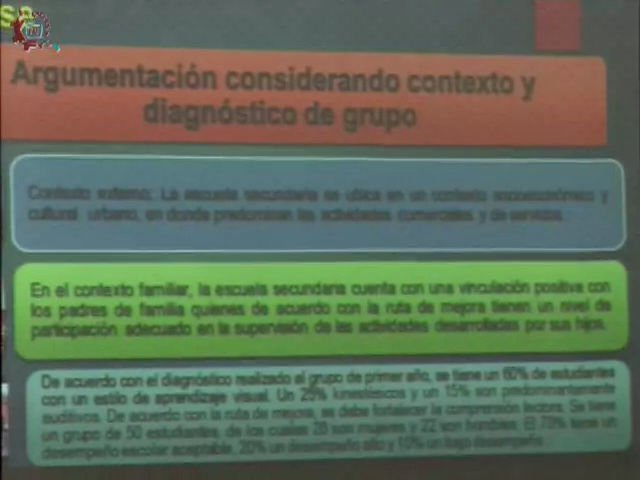 Argumentación considerando contexto y
diagnóstico de grupo
Contexto externo: La escuela secundaria se ubica en un contexto socioeconómico y
cultural urbano, en donde predominan las actividades comerciales y de servicios
En el contexto familiar, la escuela secundaria cuenta con una vinculación positiva con
los padres de familia quienes de acuerdo con la ruta de mejora tienen un nivel de
participación adecuado en la supervisión de las actividades desarrolladas por sus hijos.
De acuerdo con el diagnóstico realizado al grupo de primer año, se tiene un 60% de estudiantes
con un estilo de aprendizaje visual. Un 25% kinestésicos y un 15% son predominantemente
auditivos. De acuerdo con la ruta de mejora, se debe fortalecer la comprensión lectora. Se tiene
un grupo de 50 estudiantes, de los cuales 28 son mujeres y 22 son hombres. El 70% tiene un
desempeño escolar aceptable, 20% un desempeño alto y 10% un bajo desempeño